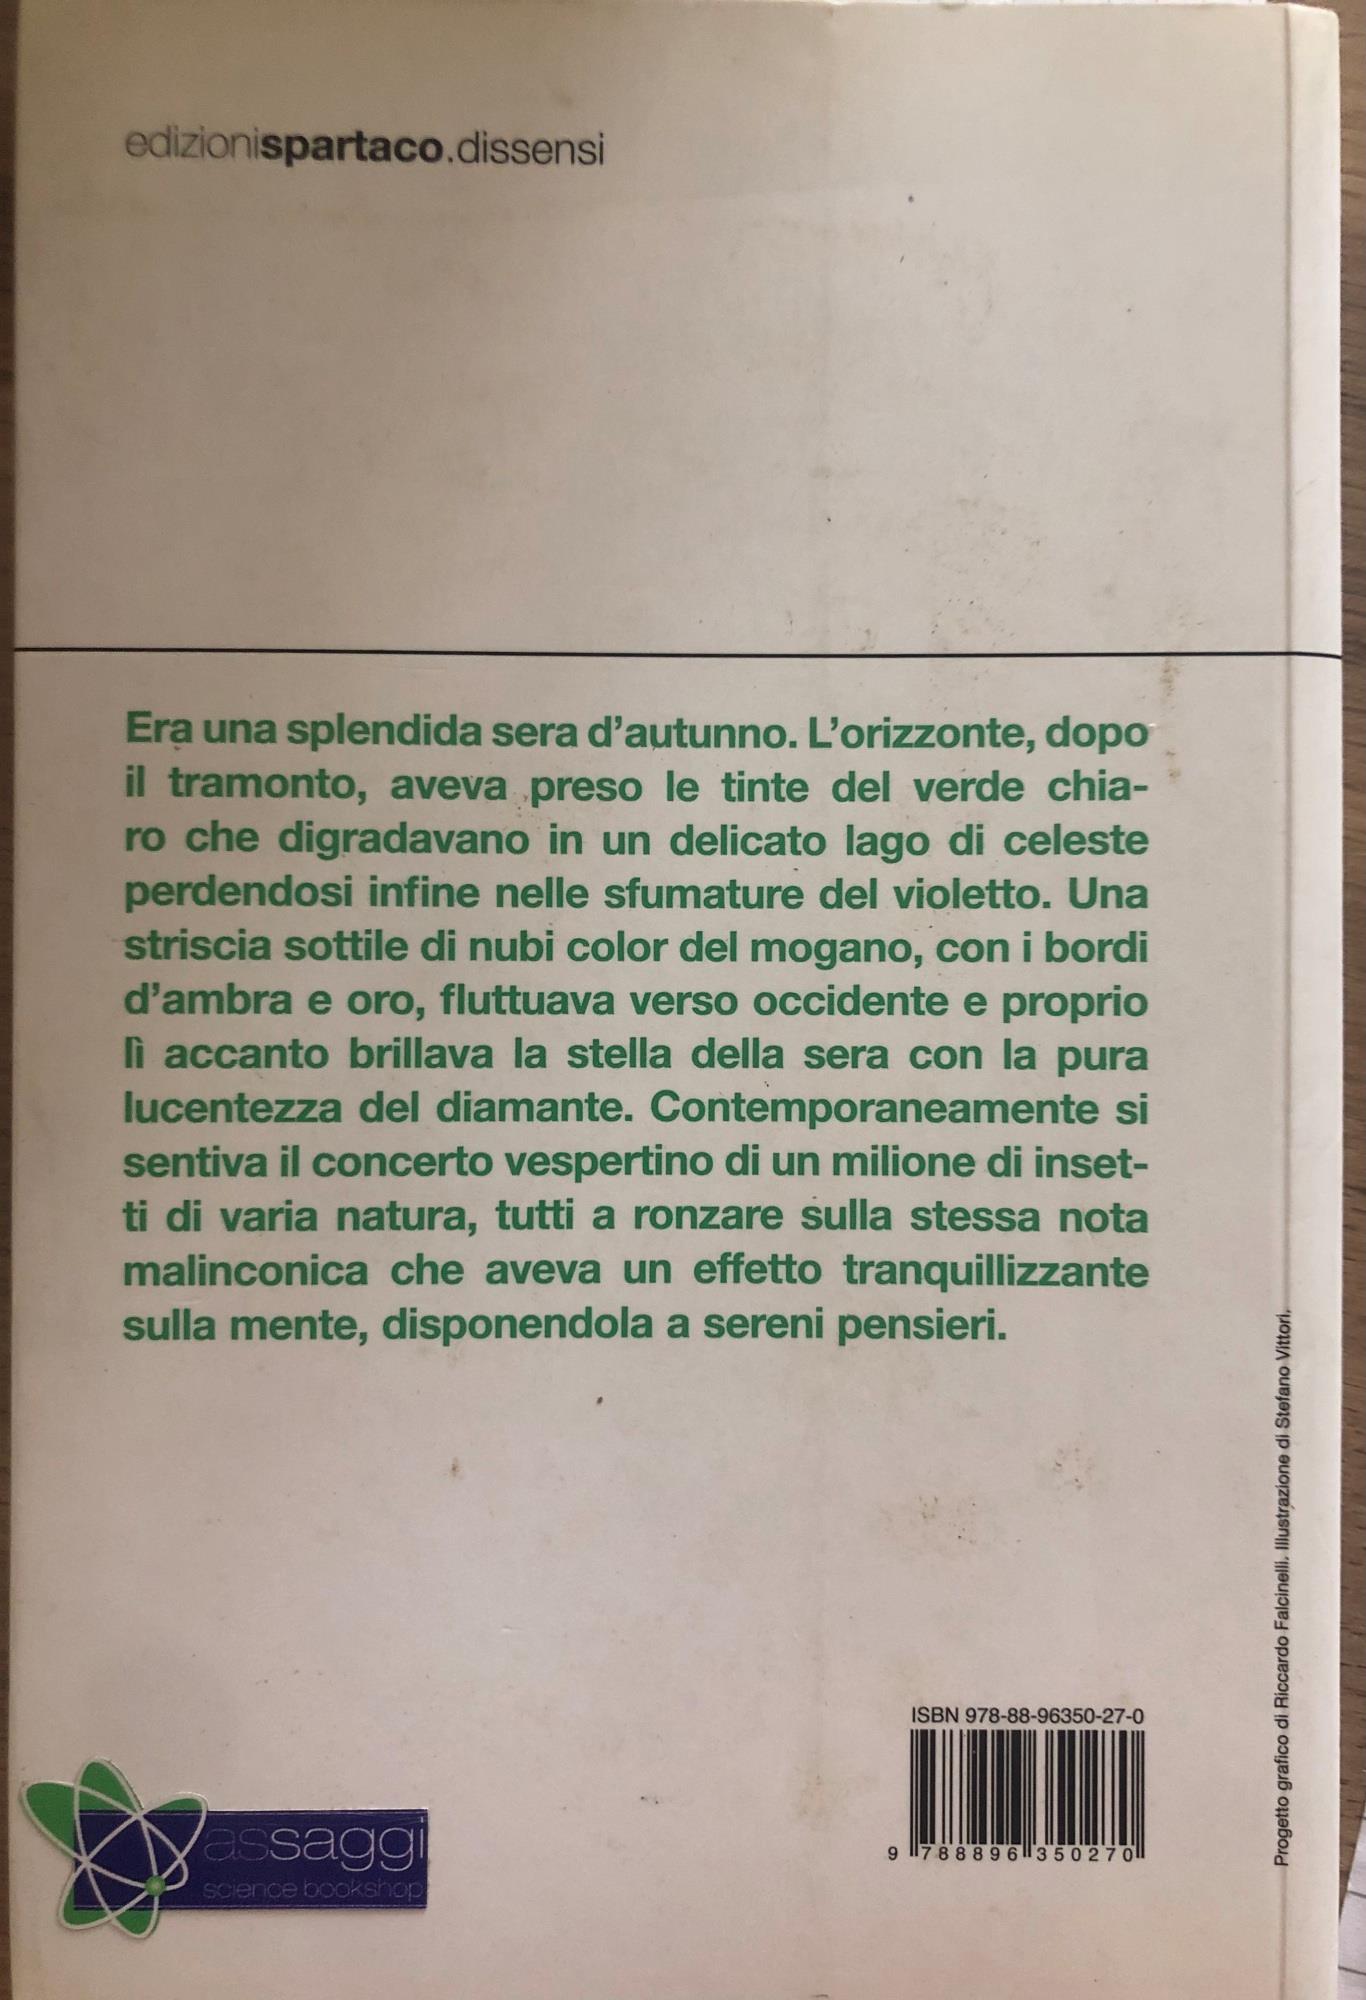 edizionispartaco.dissensi
Era una splendida sera d'autunno. L'orizzonte, dopo
il tramonto, aveva preso le tinte del verde chia-
ro che digradavano in un delicato lago di celeste
perdendosi infine nelle sfumature del violetto. Una
striscia sottile di nubi color del mogano, con i bordi
d'ambra e oro, fluttuava verso occidente e proprio
lì accanto brillava la stella della sera con la pura
lucentezza del diamante. Contemporaneamente si
sentiva il concerto vespertino di un milione di inset-
ti di varia natura, tutti a ronzare sulla stessa nota
malinconica che aveva un effetto tranquillizzante
sulla mente, disponendola a sereni pensieri.
Progetto grafico di Riccardo Falcinelli. Illustrazione di Stefano Vittori.
ISBN 978-88-96350-27-0
9 788896 350270
assaggi
science bookshop